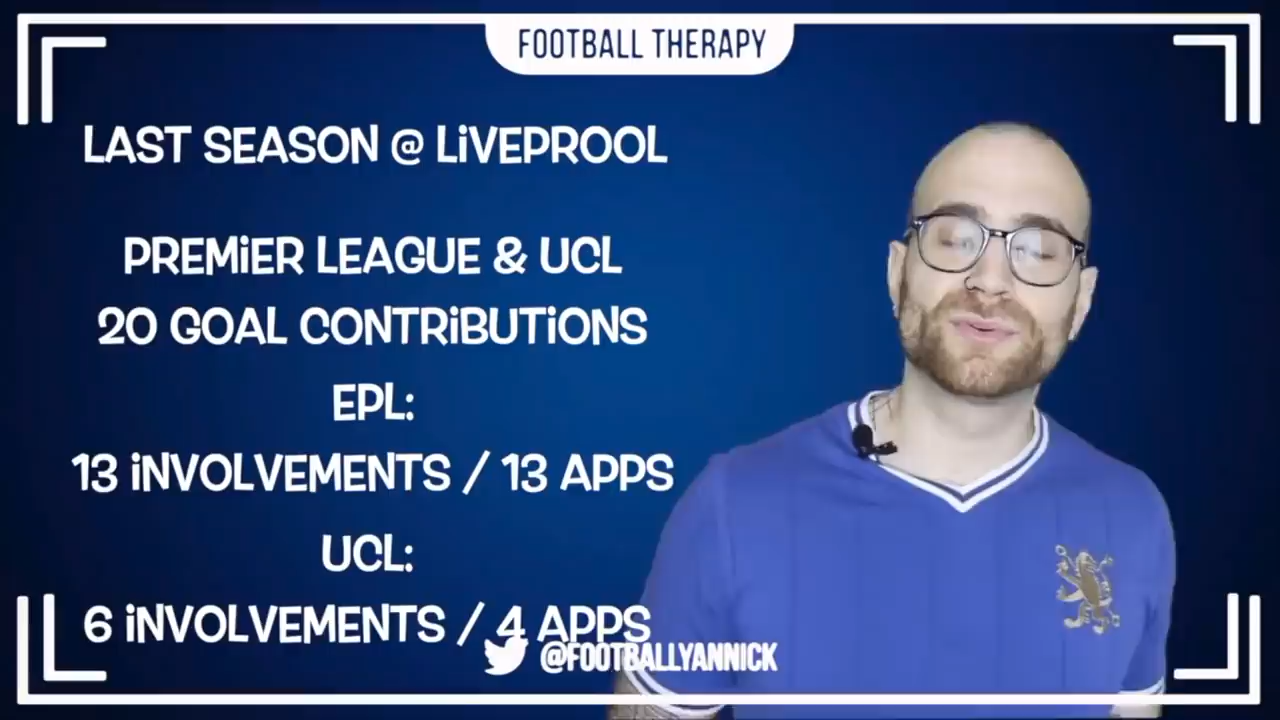 FOOTBALL THERAPY
LAST SEASON @ LiVEPROOL
PREMiER LEAGUE & UCL
20 GOAL CONTRiBUTiONS
EPL:
13 iNVOLVEMENTS / 13 APPS
UCL:
6 iNVOLVEMENTS / 4 APPS
@FOOTBALLYANNICK